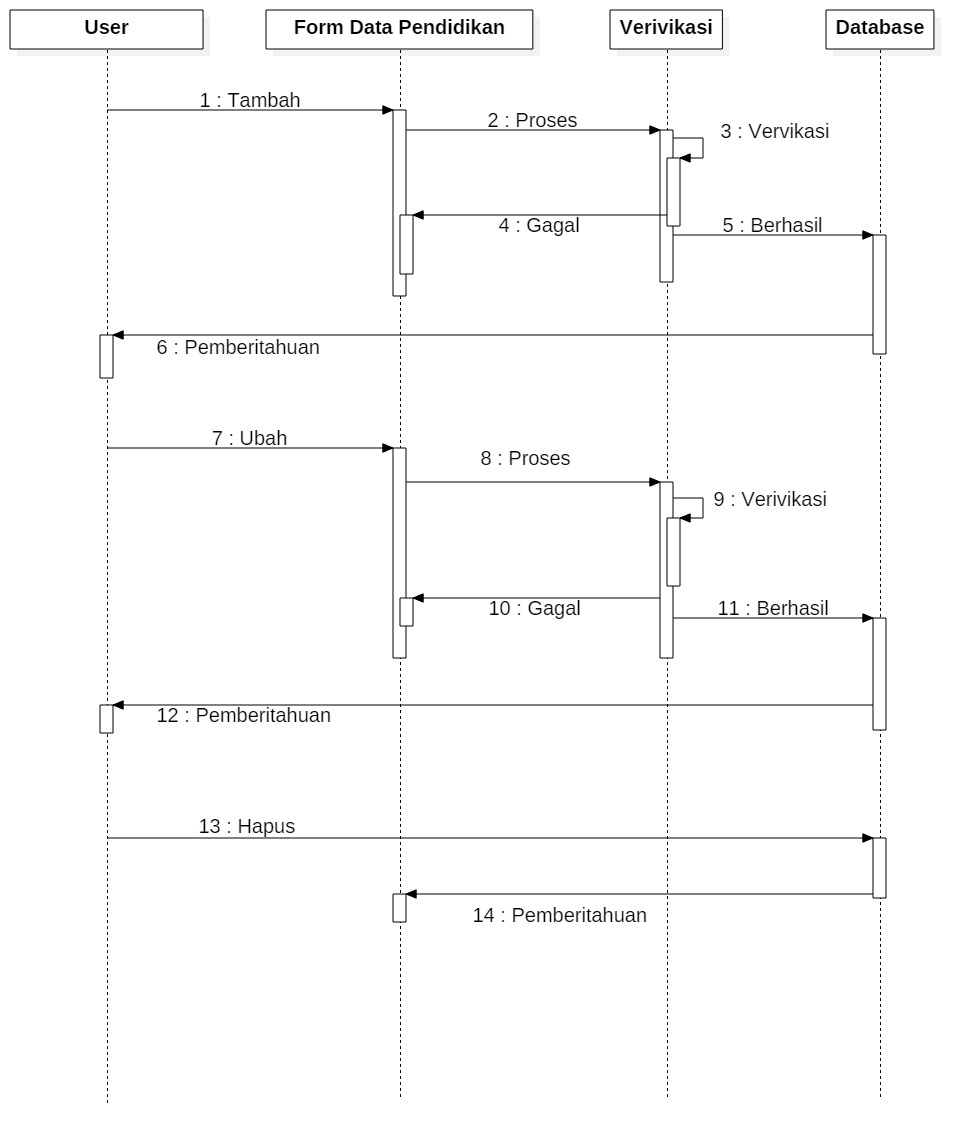 User
Form Data Pendidikan
Verivikasi
Database
1 : Tambah
2 : Proses
3 : Vervikasi
4 : Gagal
5 : Berhasil
6 : Pemberitahuan
7 : Ubah
8 : Proses
9 : Verivikasi
10 : Gagal
11 : Berhasil
12 : Pemberitahuan
13 : Hapus
14 : Pemberitahuan